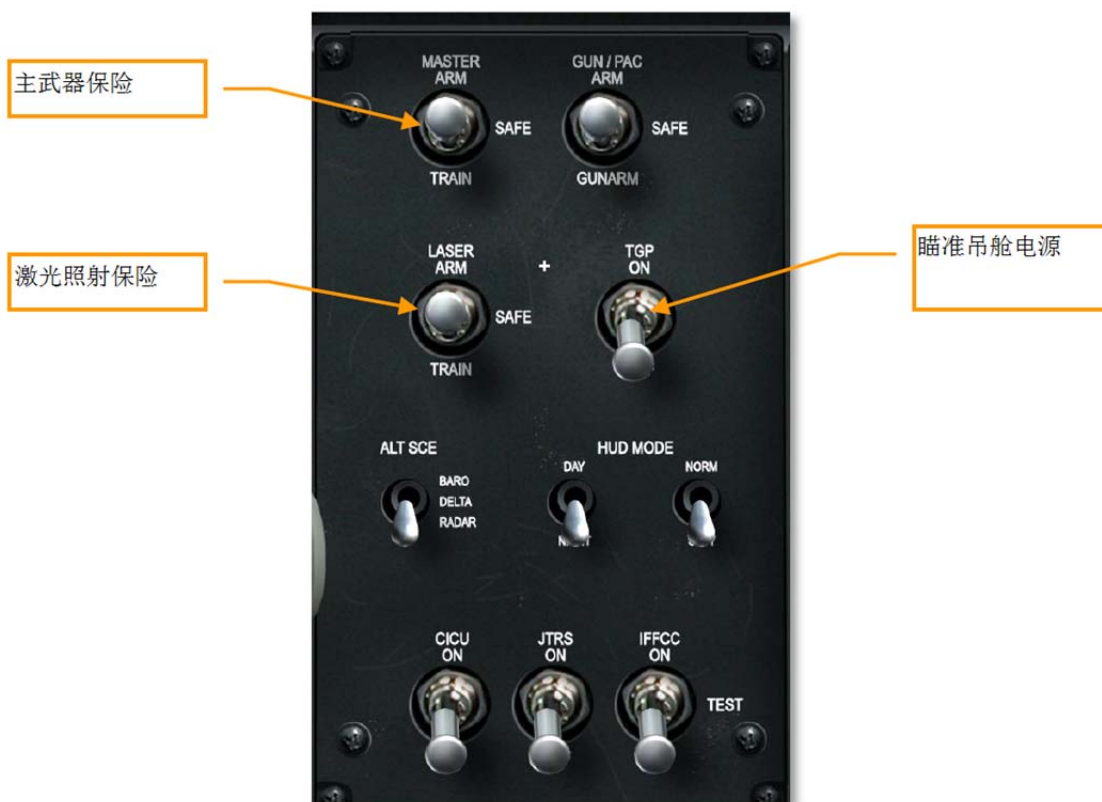 主武器保险
MASTER
ARM
SAFE
TRAIN
GUN / PAC
ARM
SAFE
GUNARM
激光照射保险
LASER
ARM
SAFE
TRAIN
+
TGP
ON
瞄准吊舱电源
ALT SCE
BARO
DELTA
RADAR
HUD MODE
DAY
NORM
CICU
ON
JTRS
ON
IFFCC
ON
TEST